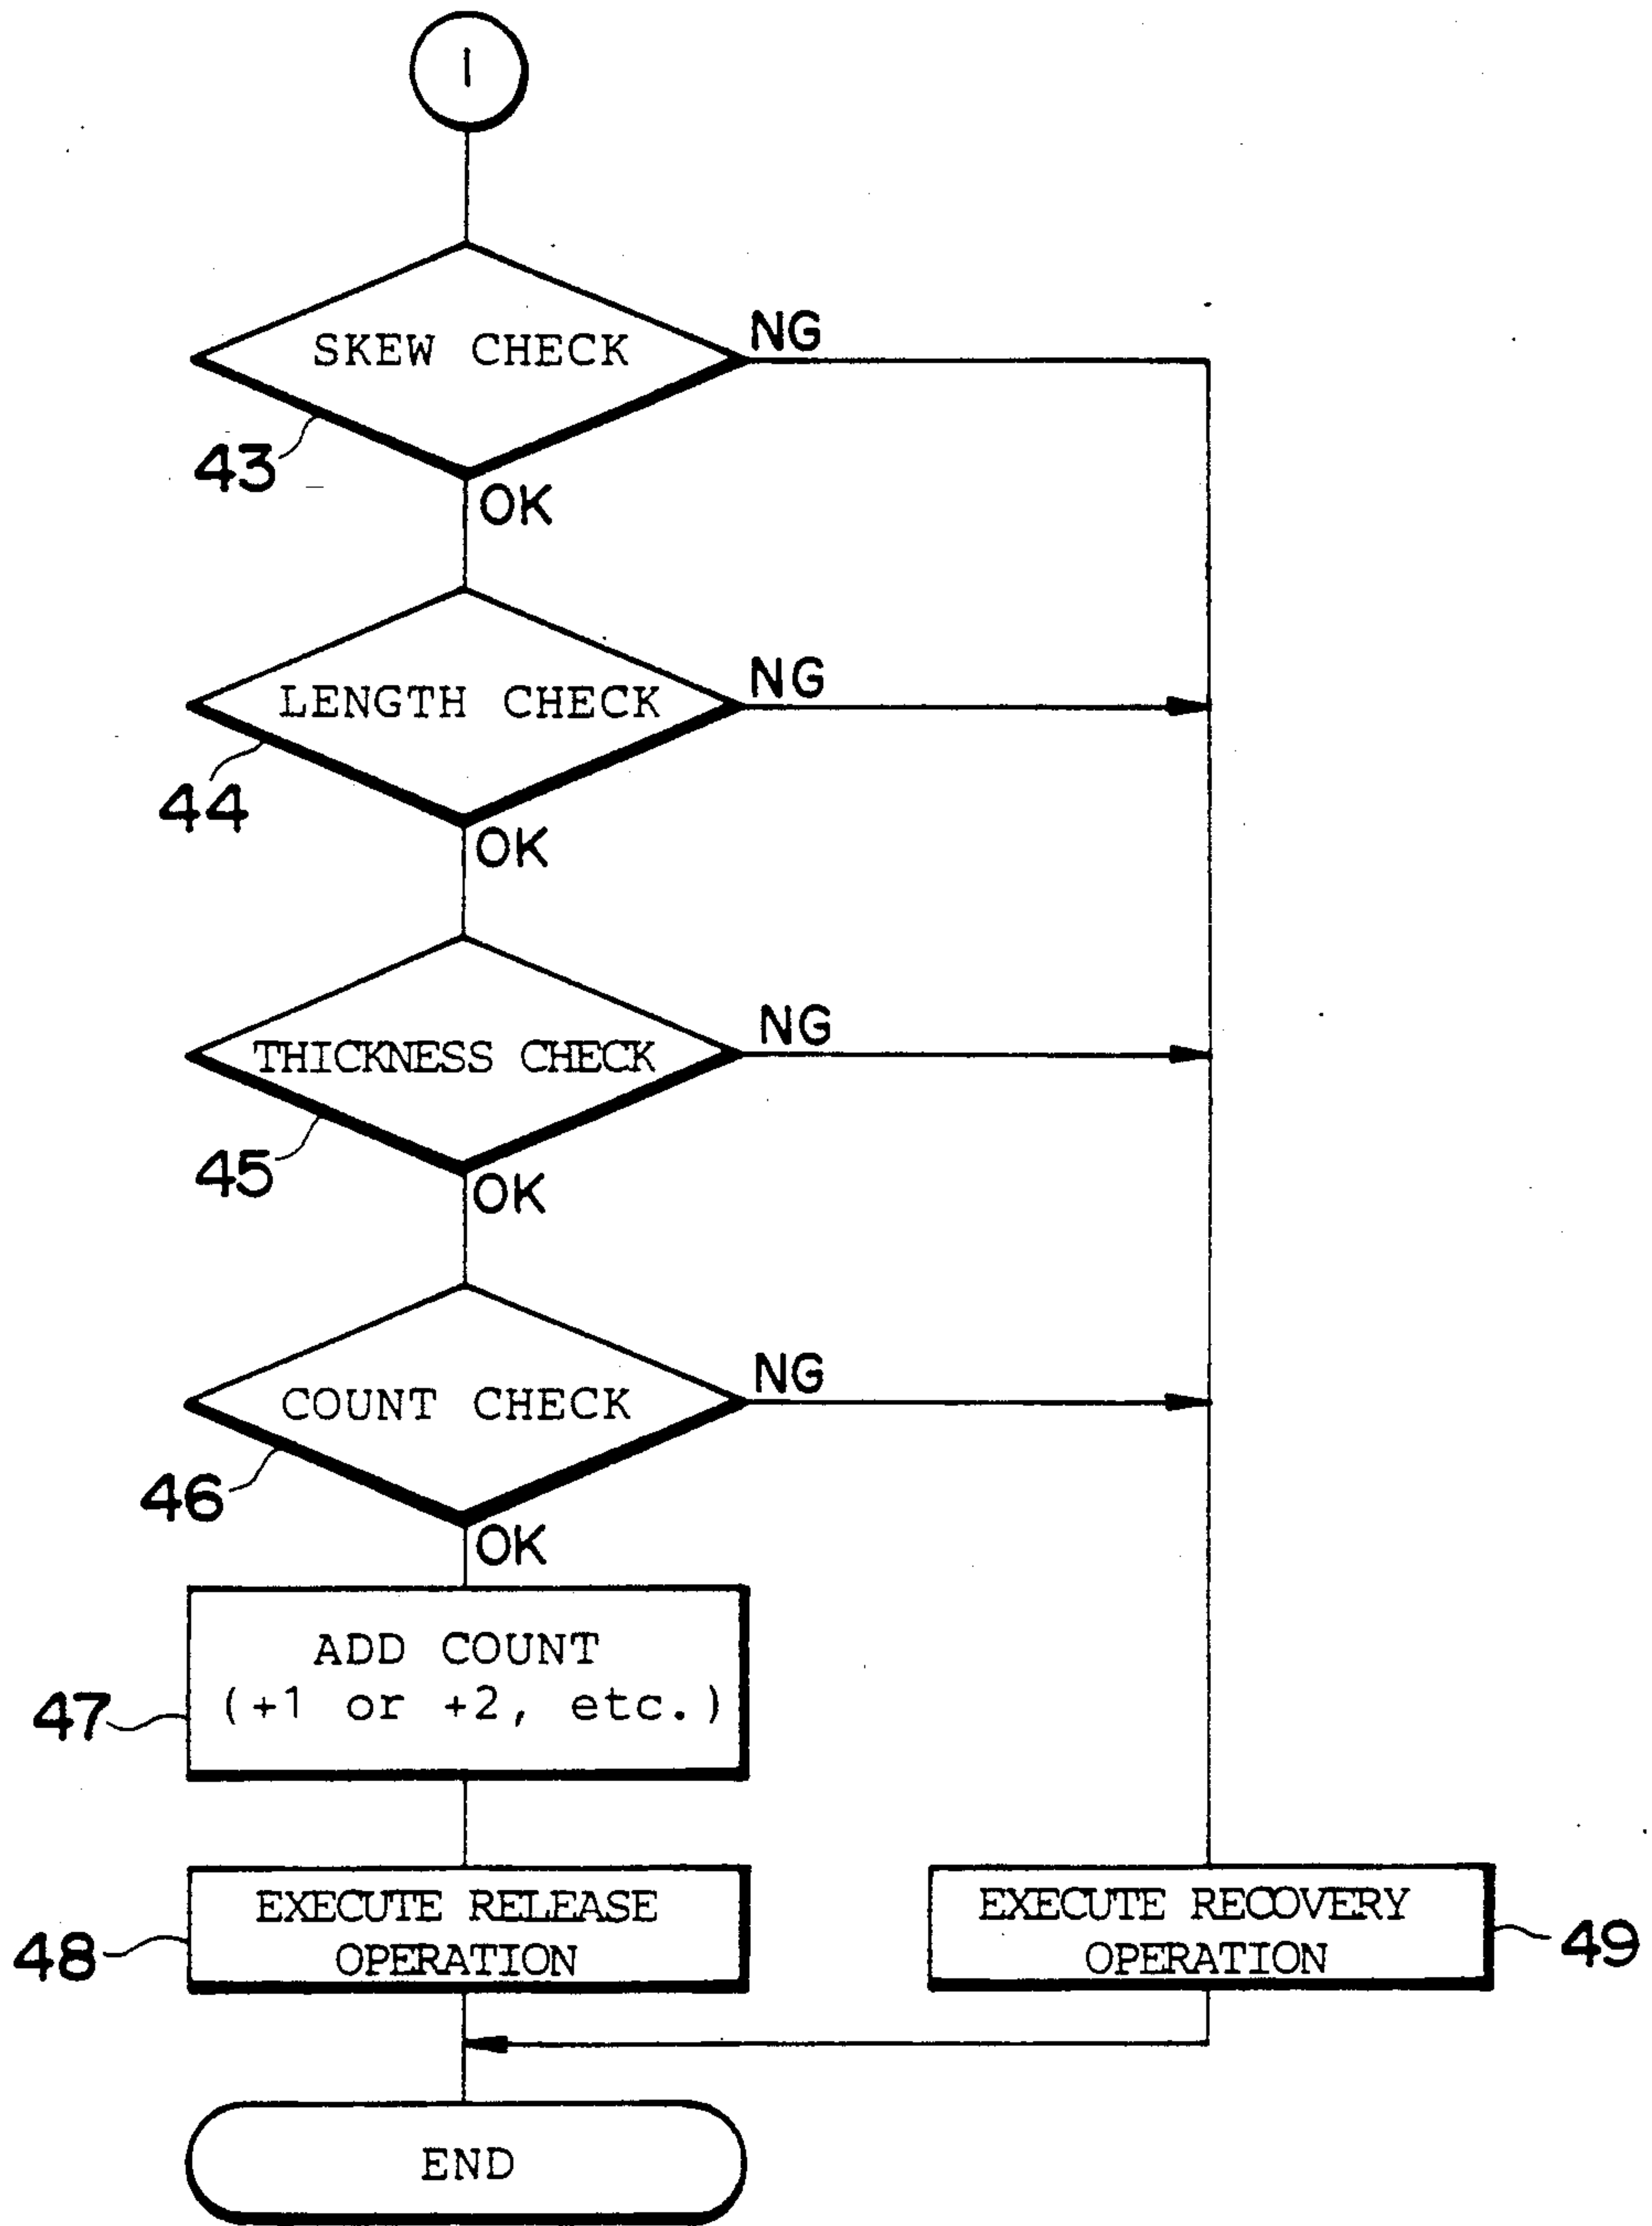 1
SKEW CHECK
NG
43
OK
LENGTH CHECK
NG
44
OK
THICKNESS CHECK
NG
45
OK
COUNT CHECK
NG
46
OK
ADD COUNT
(+1 or +2, etc.)
47
EXECUTE RELEASE
OPERATION
48
EXECUTE RECOVERY
OPERATION
49
END